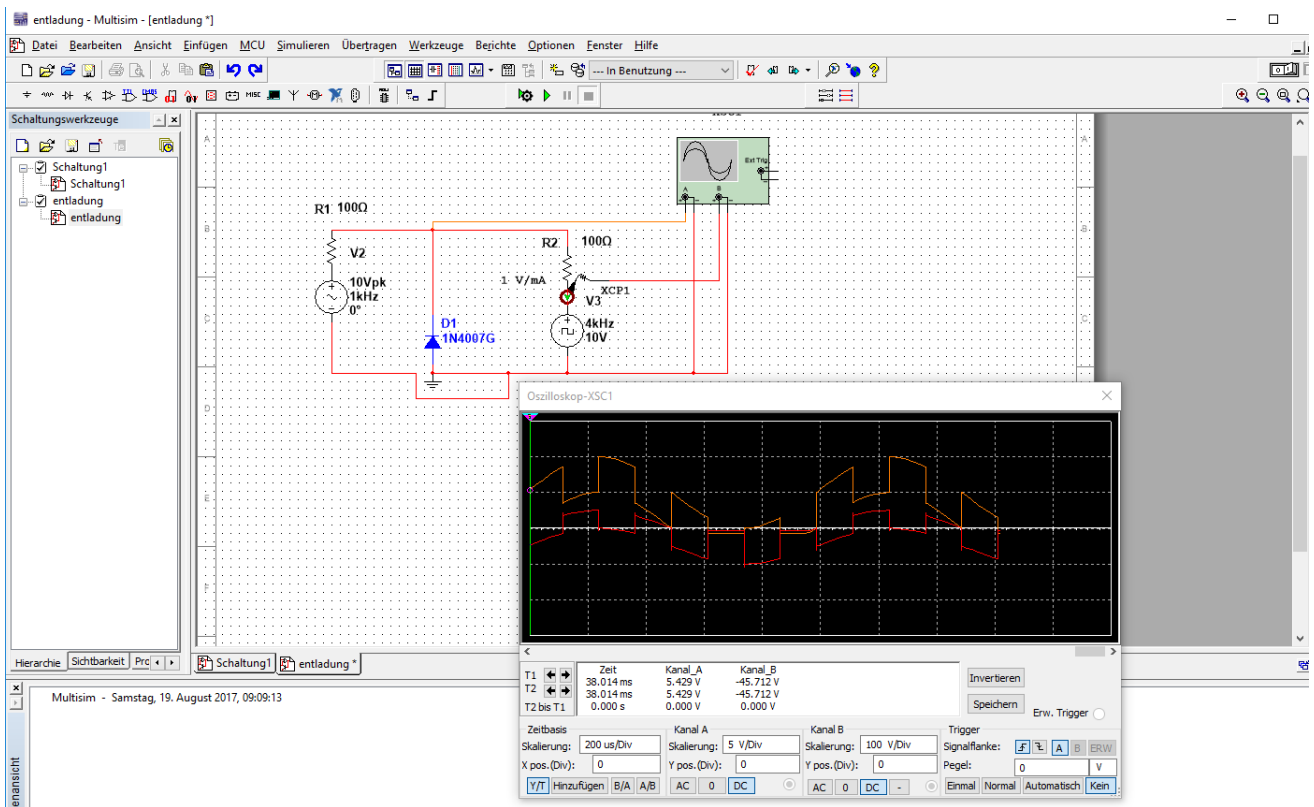 entladung - Multisim - [entladung *]
Datei Bearbeiten Ansicht Einfügen MCU Simulieren Übertragen Werkzeuge Berichte Optionen Fenster Hilfe
--- In Benutzung ---
MISC
Schaltungswerkzeuge
Schaltung1
Schaltung1
entladung
entladung
Hierarchie Sichtbarkeit
A
B
C
D
E
F
A
B
C
D
Ext Trig
A
B
R1 100Ω
V2
10Vpk
1kHz
0°
D1
1N4007G
R2 100Ω
1 V/mA
XCP1
V3
4kHz
10V
Schaltung1 entladung *
Multisim - Samstag, 19. August 2017, 09:09:13
Oszilloskop-XSC1
Zeit Kanal_A Kanal_B
T1 38.014 ms 5.429 V -45.712 V
T2 38.014 ms 5.429 V -45.712 V
T2 bis T1 0.000 s 0.000 V 0.000 V
Invertieren
Speichern
Erw. Trigger
Zeitbasis Kanal A Kanal B Trigger
Skalierung: 200 us/Div Skalierung: 5 V/Div Skalierung: 100 V/Div Signalflanke: A B ERW
X pos.(Div): 0 Y pos.(Div): 0 Y pos.(Div): 0 Pegel: 0 V
Y/T Hinzufügen B/A A/B AC 0 DC AC 0 DC - Einmal Normal Automatisch Kein